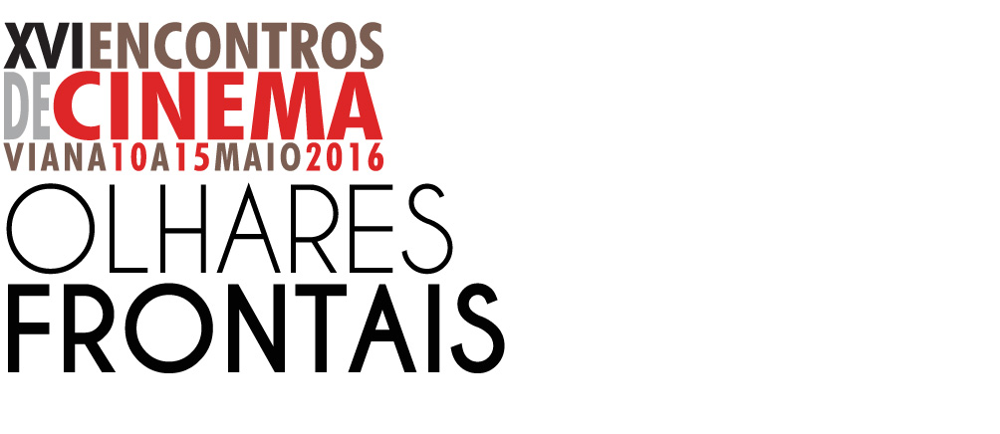 XVIENCONTROS
DECINEMA
VIANA10A15MAIO2016
OLHARES
FRONTAIS